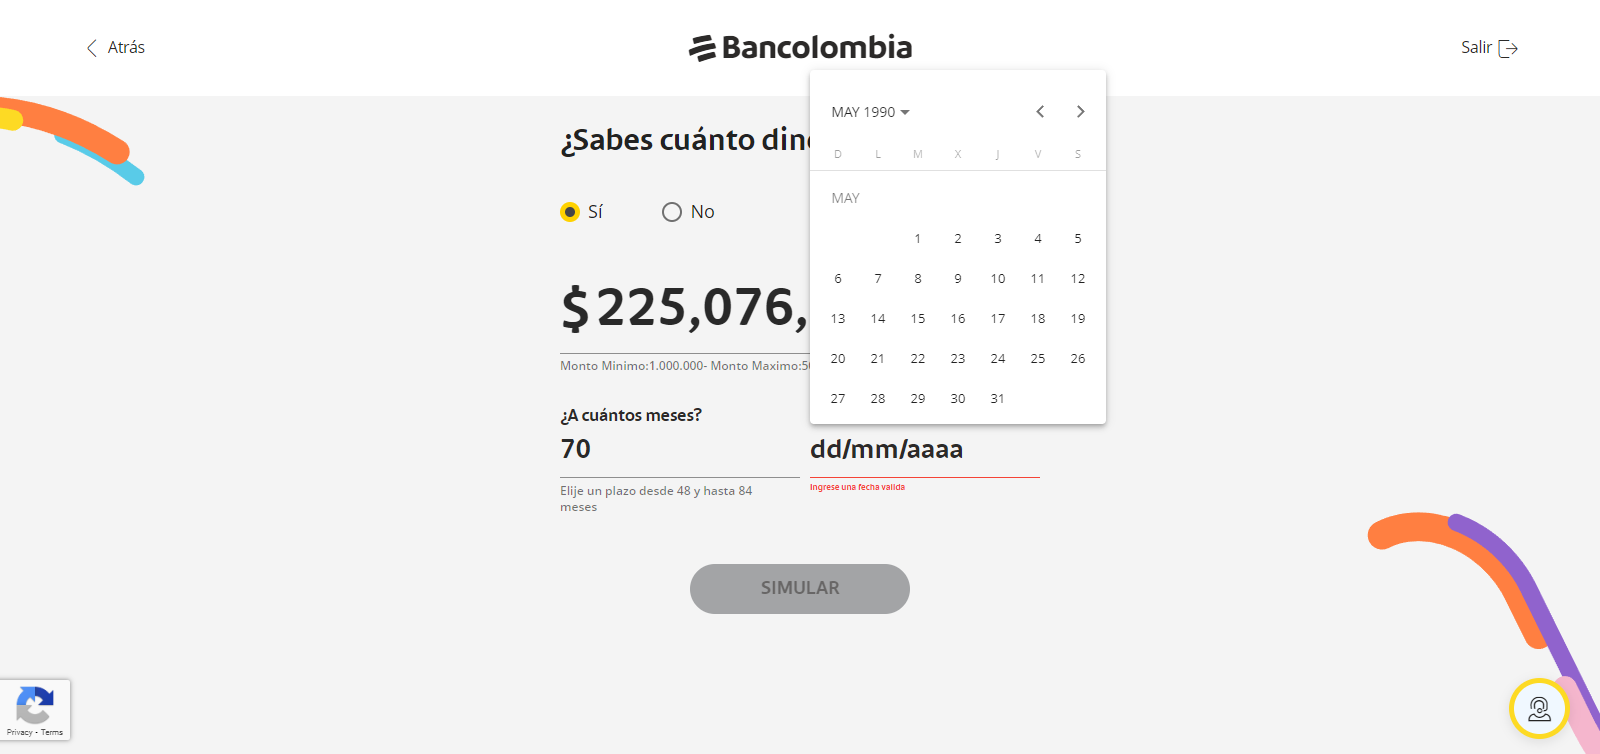 Atrás
Bancolombia
Salir
¿Sabes cuánto din
Sí
No
$225,076,
Monto Minimo:1.000.000- Monto Maximo:50
¿A cuántos meses?
70
Elije un plazo desde 48 y hasta 84
meses
MAY 1990
D L M X J V S
MAY
1 2 3 4 5
6 7 8 9 10 11 12
13 14 15 16 17 18 19
20 21 22 23 24 25 26
27 28 29 30 31
dd/mm/aaaa
Ingrese una fecha valida
SIMULAR
Privacy - Terms